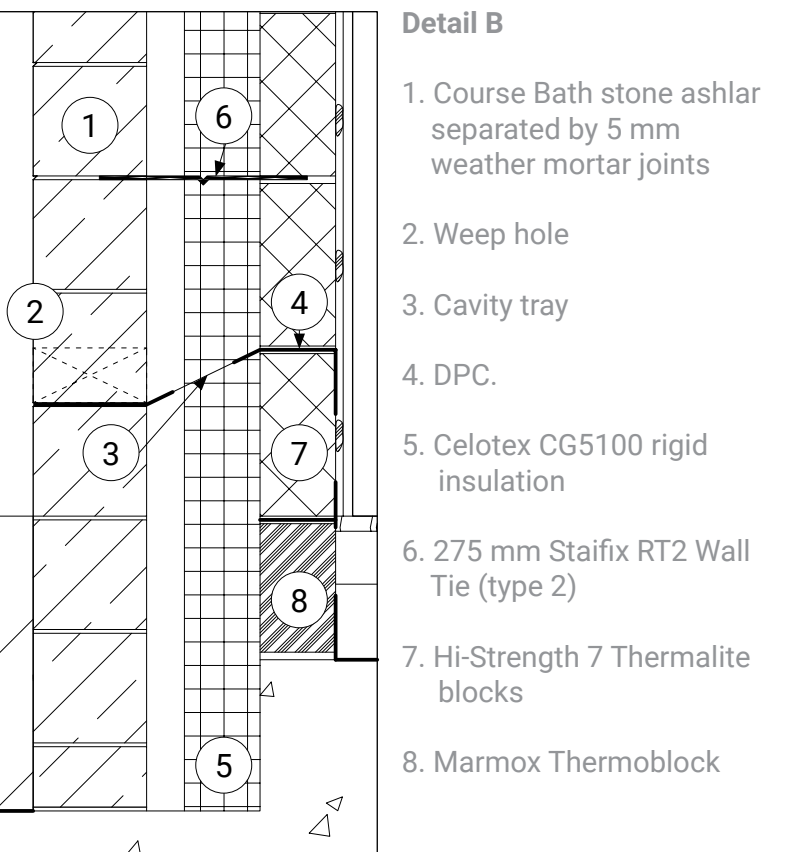 Detail B
1. Course Bath stone ashlar
separated by 5 mm
weather mortar joints
2. Weep hole
3. Cavity tray
4. DPC.
5. Celotex CG5100 rigid
insulation
6. 275 mm Staifix RT2 Wall
Tie (type 2)
7. Hi-Strength 7 Thermalite
blocks
8. Marmox Thermoblock
1
6
2
4
3
7
8
5